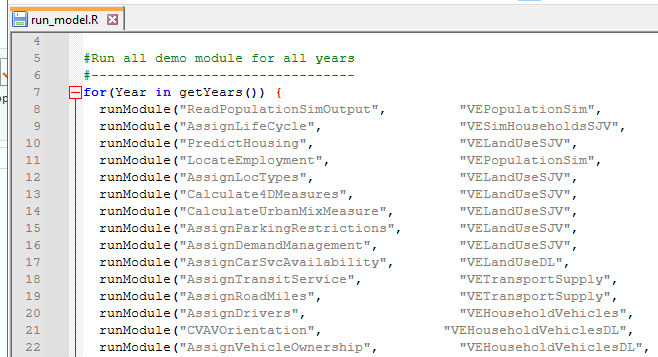 run_model.R
4
5 #Run all demo module for all years
6 #---------------------------------
7 for(Year in getYears()) {
8 runModule("ReadPopulationSimOutput", "VEPopulationSim",
9 runModule("AssignLifeCycle", "VESimHouseholdsSJV",
10 runModule("PredictHousing", "VELandUseSJV",
11 runModule("LocateEmployment", "VEPopulationSim",
12 runModule("AssignLocTypes", "VELandUseSJV",
13 runModule("Calculate4DMeasures", "VELandUseSJV",
14 runModule("CalculateUrbanMixMeasure", "VELandUseSJV",
15 runModule("AssignParkingRestrictions", "VELandUseSJV",
16 runModule("AssignDemandManagement", "VELandUseSJV",
17 runModule("AssignCarSvcAvailability", "VELandUseDL",
18 runModule("AssignTransitService", "VETransportSupply",
19 runModule("AssignRoadMiles", "VETransportSupply",
20 runModule("AssignDrivers", "VEHouseholdVehicles",
21 runModule("CVAVOrientation", "VEHouseholdVehiclesDL",
22 runModule("AssignVehicleOwnership", "VEHouseholdVehiclesDL",